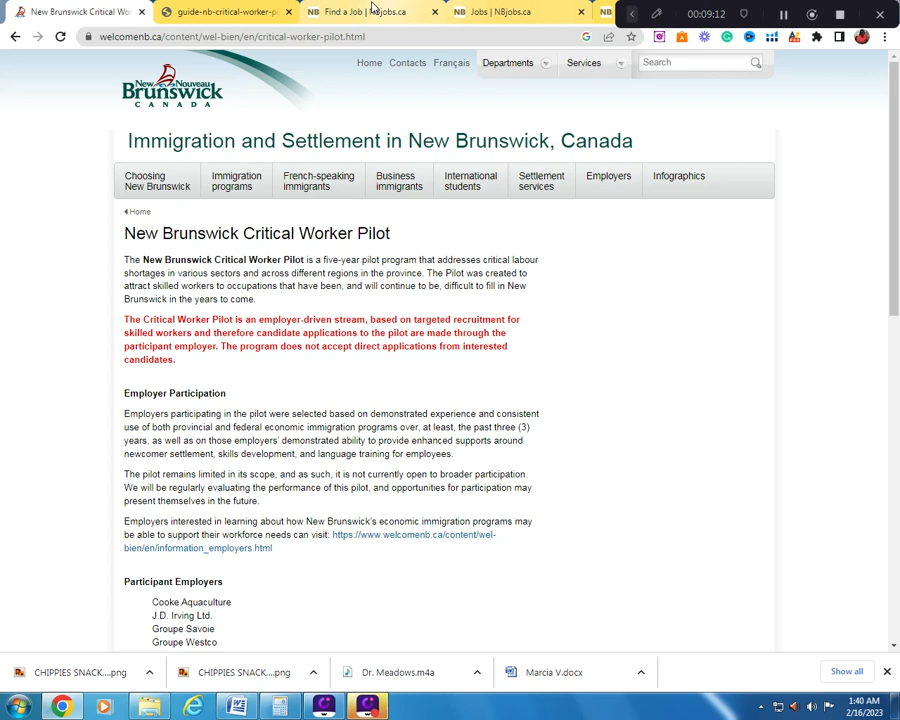 New Brunswick Critical Wor
guide-nb-critical-worker-p
NB Find a Job | NBjobs.ca
NB Jobs | NBjobs.ca
NB
00:09:12
welcomenb.ca/content/wel-bien/en/critical-worker-pilot.html
Home Contacts Français Departments Services Search
New Nouveau
Brunswick
CANADA
Immigration and Settlement in New Brunswick, Canada
Choosing
New Brunswick
Immigration
programs
French-speaking
immigrants
Business
immigrants
International
students
Settlement
services
Employers
Infographics
Home
New Brunswick Critical Worker Pilot
The New Brunswick Critical Worker Pilot is a five-year pilot program that addresses critical labour
shortages in various sectors and across different regions in the province. The Pilot was created to
attract skilled workers to occupations that have been, and will continue to be, difficult to fill in New
Brunswick in the years to come.
The Critical Worker Pilot is an employer-driven stream, based on targeted recruitment for
skilled workers and therefore candidate applications to the pilot are made through the
participant employer. The program does not accept direct applications from interested
candidates.
Employer Participation
Employers participating in the pilot were selected based on demonstrated experience and consistent
use of both provincial and federal economic immigration programs over, at least, the past three (3)
years, as well as on those employers' demonstrated ability to provide enhanced supports around
newcomer settlement, skills development, and language training for employees.
The pilot remains limited in its scope, and as such, it is not currently open to broader participation.
We will be regularly evaluating the performance of this pilot, and opportunities for participation may
present themselves in the future.
Employers interested in learning about how New Brunswick's economic immigration programs may
be able to support their workforce needs can visit: https://www.welcomenb.ca/content/wel-
bien/en/information_employers.html
Participant Employers
Cooke Aquaculture
J.D. Irving Ltd.
Groupe Savoie
Groupe Westco
CHIPPIES SNACK....png
CHIPPIES SNACK....png
Dr. Meadows.m4a
Marcia V.docx
Show all
1:40 AM
2/16/2023